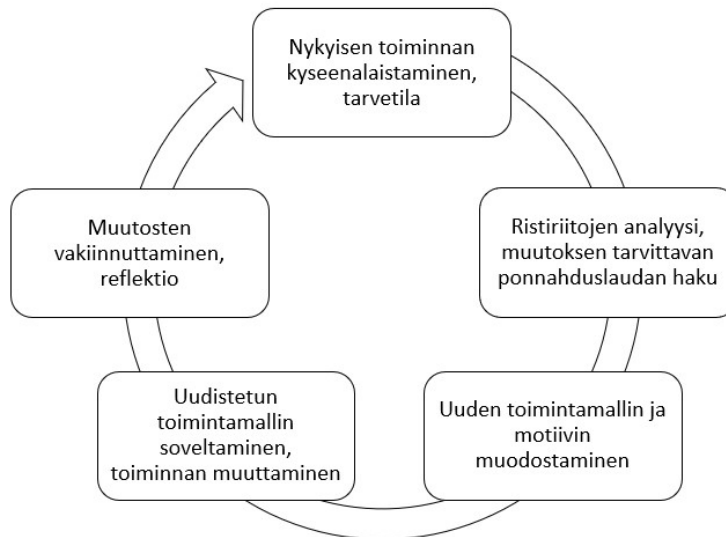 Nykyisen toiminnan
kyseenalaistaminen,
tarvetila
Ristiriitojen analyysi,
muutoksen tarvittavan
ponnahduslaudan haku
Uuden toimintamallin ja
motiivin
muodostaminen
Uudistetun
toimintamallin
soveltaminen,
toiminnan muuttaminen
Muutosten
vakiinnuttaminen,
reflektio